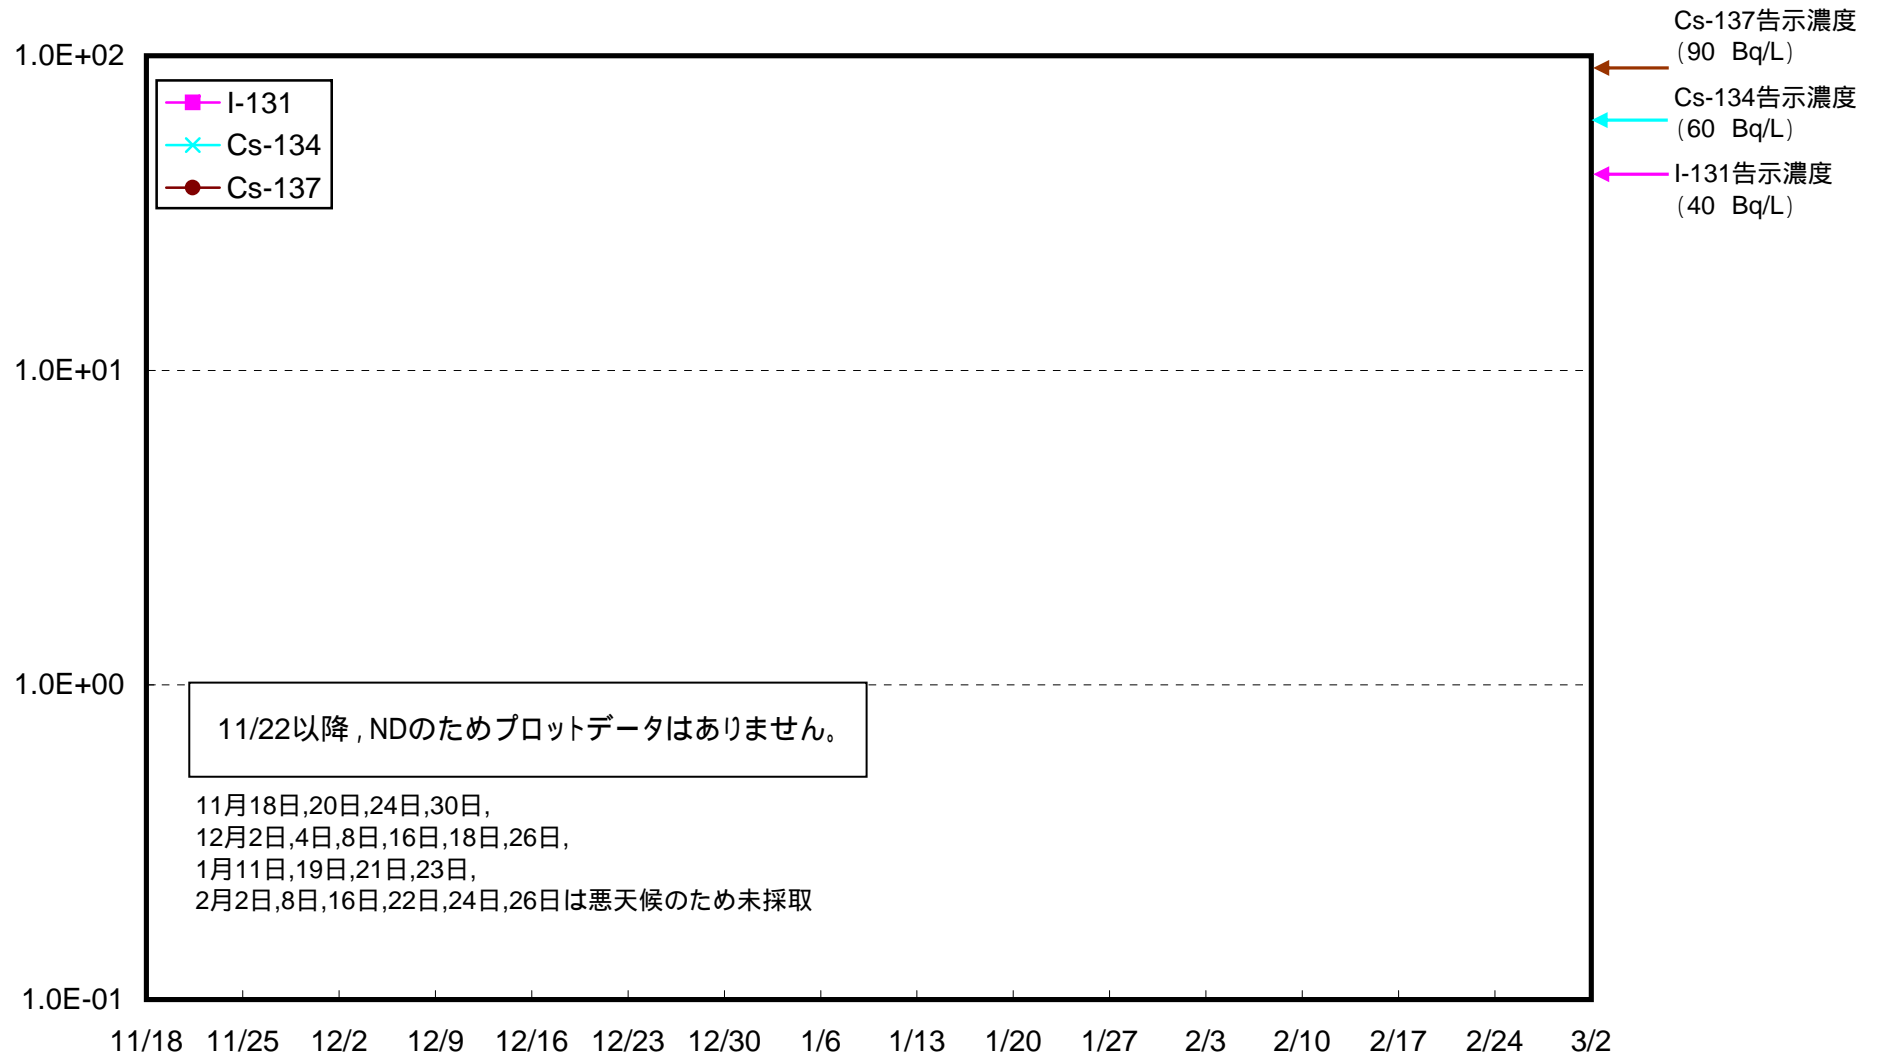 Cs-137告示濃度
(90 Bq/L)
Cs-134告示濃度
(60 Bq/L)
I-131告示濃度
(40 Bq/L)
1.0E+02
1.0E+01
1.0E+00
1.0E-01
I-131
Cs-134
Cs-137
11/22以降,NDのためプロットデータはありません。
11月18日,20日,24日,30日,
12月2日,4日,8日,16日,18日,26日,
1月11日,19日,21日,23日,
2月2日,8日,16日,22日,24日,26日は悪天候のため未採取
11/18 11/25 12/2 12/9 12/16 12/23 12/30 1/6 1/13 1/20 1/27 2/3 2/10 2/17 2/24 3/2